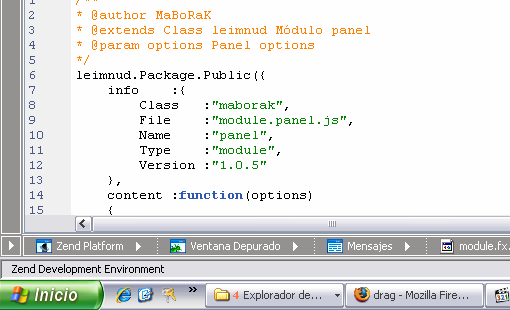 1 /**
2 * @author MaBoRaK
3 * @extends Class leimnud Módulo panel
4 * @param options Panel options
5 */
6 leimnud.Package.Public({
7 info :{
8 Class :"maborak",
9 File :"module.panel.js",
10 Name :"panel",
11 Type :"module",
12 Version :"1.0.5"
13 },
14 content :function(options)
15 {
Zend Platform Ventana Depurado Mensajes module.fx.
Zend Development Environment
Inicio » 4 Explorador de... drag - Mozilla Fire...